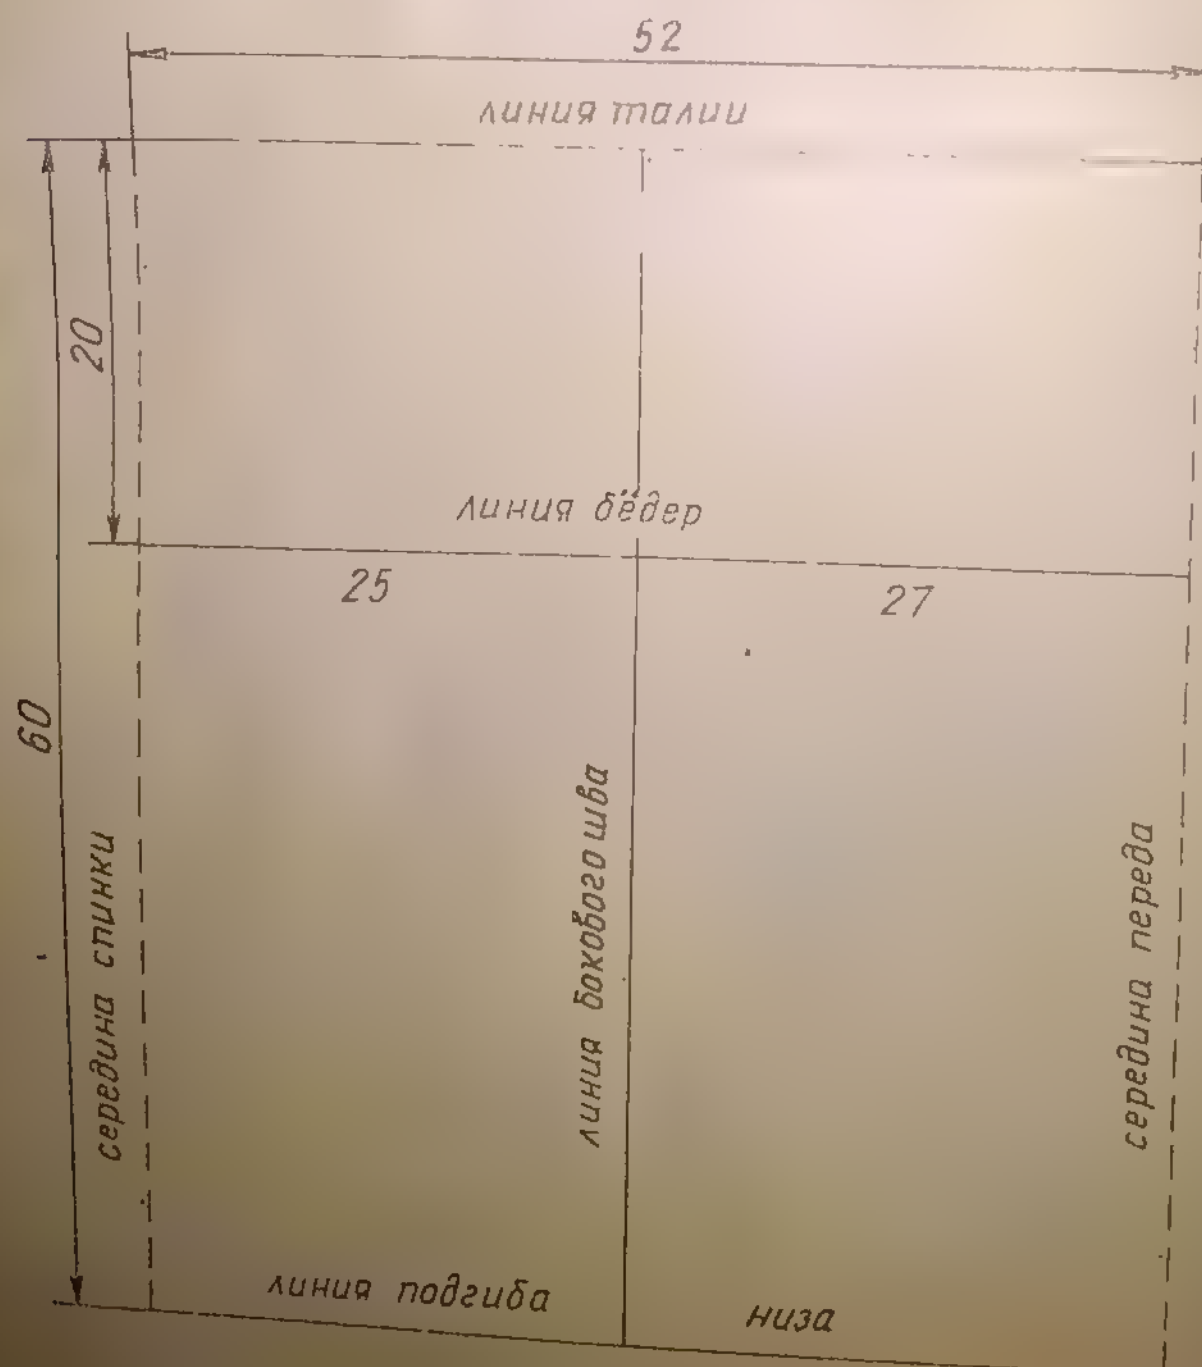 52
линия талии
20
линия бёдер
25
27
60
середина спинки
линия бокового шва
середина переда
линия подгиба низа